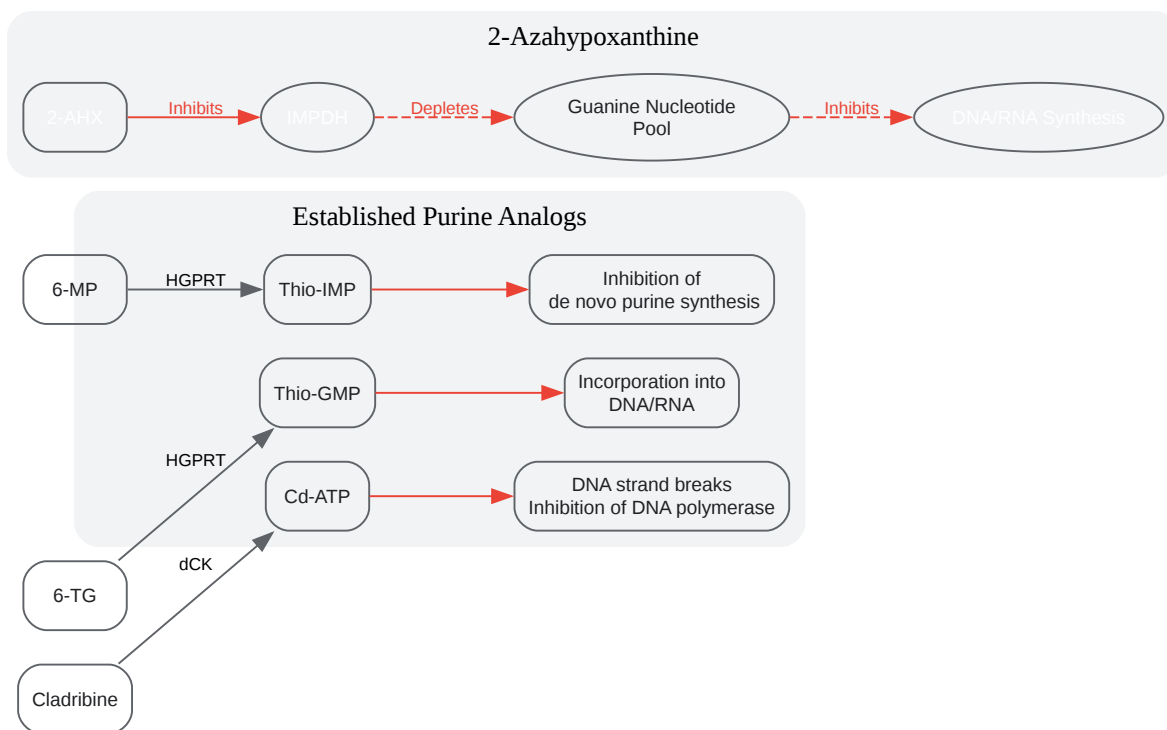 2-Azahypoxanthine
2-AHX
Inhibits
IMPDH
Depletes
Guanine Nucleotide
Pool
Inhibits
DNA/RNA Synthesis
Established Purine Analogs
6-MP
HGPRT
Thio-IMP
Inhibition of
de novo purine synthesis
Thio-GMP
Incorporation into
DNA/RNA
HGPRT
Cd-ATP
DNA strand breaks
Inhibition of DNA polymerase
dCK
6-TG
Cladribine